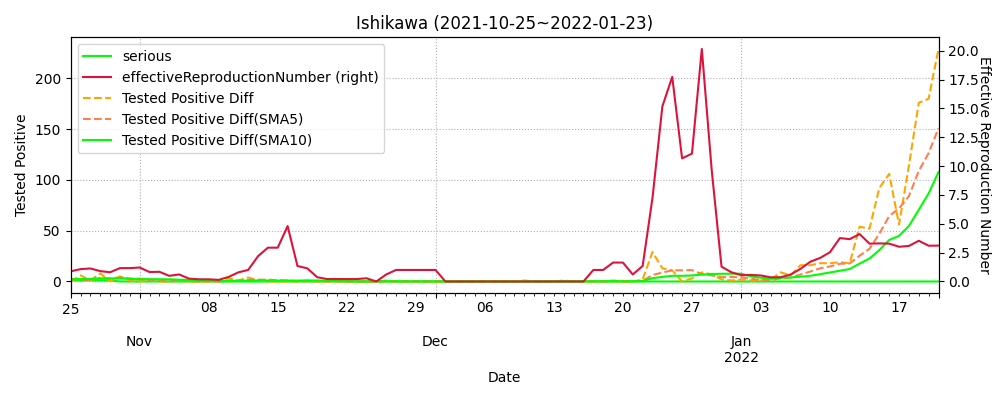 Ishikawa (2021-10-25~2022-01-23)
serious
effectiveReproductionNumber (right)
Tested Positive Diff
Tested Positive Diff(SMA5)
Tested Positive Diff(SMA10)
Tested Positive
200
150
100
50
0
20.0
17.5
15.0
12.5
10.0
7.5
5.0
2.5
0.0
Effective Reproduction Number
25 08 15 22 29 06 13 20 27 03 10 17
Nov Dec Jan
2022
Date